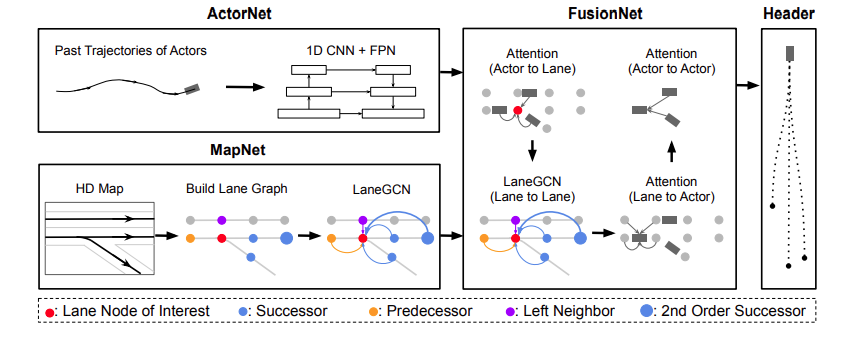 ActorNet
Past Trajectories of Actors
1D CNN + FPN
MapNet
HD Map
Build Lane Graph
LaneGCN
FusionNet
Attention
(Actor to Lane)
Attention
(Actor to Actor)
LaneGCN
(Lane to Lane)
Attention
(Lane to Actor)
Header
: Lane Node of Interest
: Successor
: Predecessor
: Left Neighbor
: 2nd Order Successor